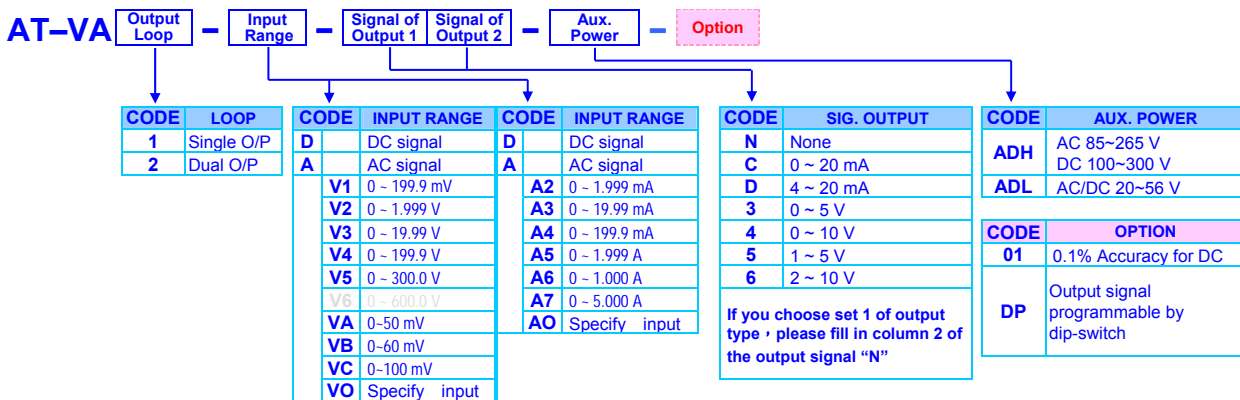 AT–VA Output Loop – Input Range – Signal of Output 1 Signal of Output 2 – Aux. Power – Option
CODE LOOP
1 Single O/P
2 Dual O/P
CODE INPUT RANGE
D DC signal
A AC signal
V1 0 ~ 199.9 mV
V2 0 ~ 1.999 V
V3 0 ~ 19.99 V
V4 0 ~ 199.9 V
V5 0 ~ 300.0 V
V6 0 ~ 600.0 V
VA 0~50 mV
VB 0~60 mV
VC 0~100 mV
VO Specify input
CODE INPUT RANGE
D DC signal
A AC signal
A2 0 ~ 1.999 mA
A3 0 ~ 19.99 mA
A4 0 ~ 199.9 mA
A5 0 ~ 1.999 A
A6 0 ~ 1.000 A
A7 0 ~ 5.000 A
AO Specify input
CODE SIG. OUTPUT
N None
C 0 ~ 20 mA
D 4 ~ 20 mA
3 0 ~ 5 V
4 0 ~ 10 V
5 1 ~ 5 V
6 2 ~ 10 V
If you choose set 1 of output
type，please fill in column 2 of
the output signal “N”
CODE AUX. POWER
ADH AC 85~265 V
DC 100~300 V
ADL AC/DC 20~56 V
CODE OPTION
01 0.1% Accuracy for DC
DP Output signal
programmable by
dip-switch